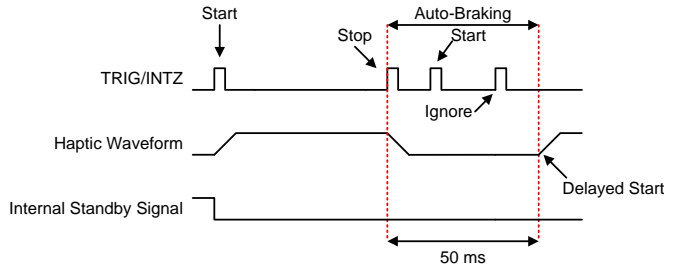 Start
Auto-Braking
Stop
Start
TRIG/INTZ
Ignore
Haptic Waveform
Delayed Start
Internal Standby Signal
50 ms